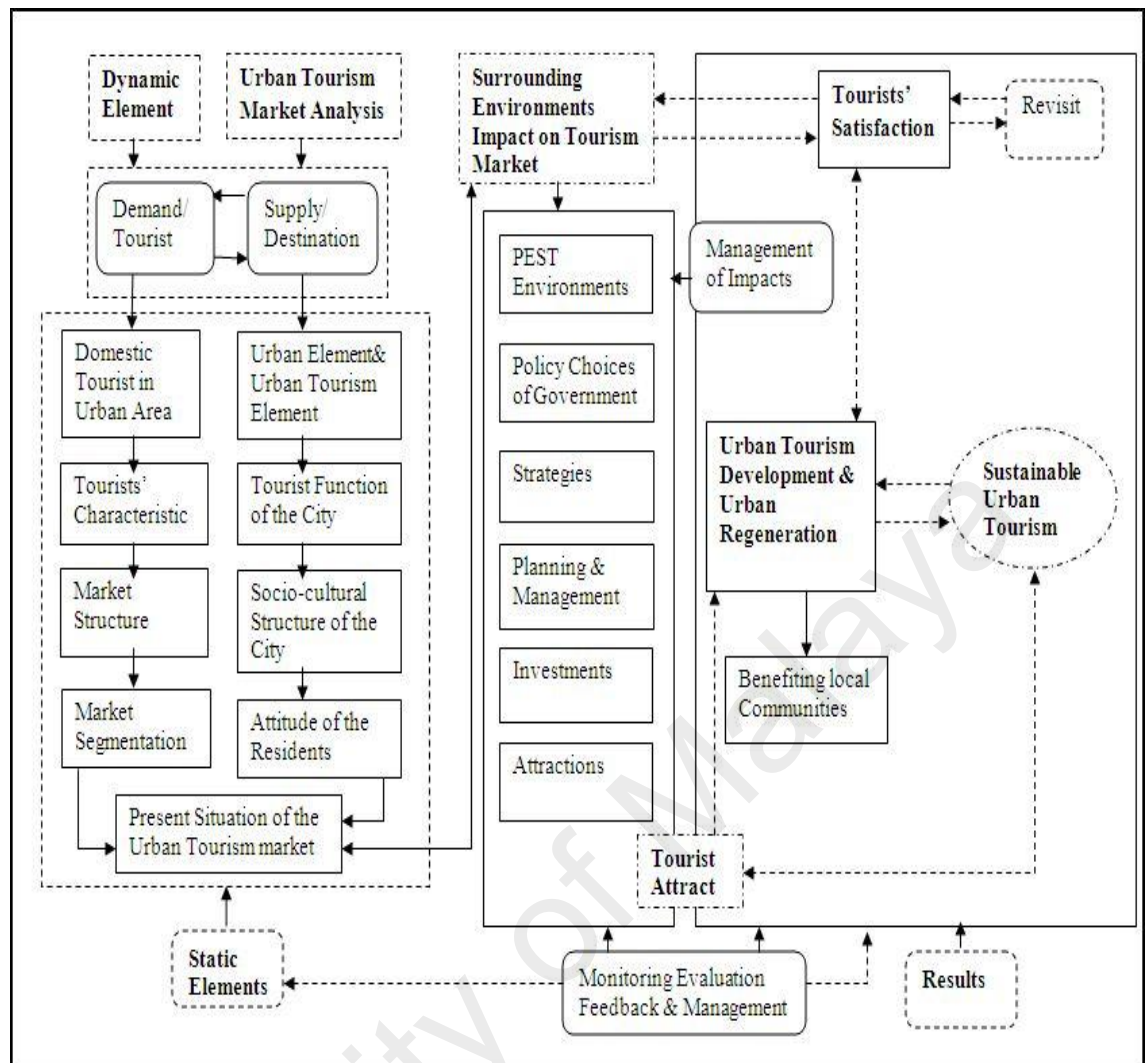 Dynamic
Element
Urban Tourism
Market Analysis
Demand/
Tourist
Supply/
Destination
Domestic
Tourist in
Urban Area
Urban Element&
Urban Tourism
Element
Tourists'
Characteristic
Tourist Function
of the City
Market
Structure
Socio-cultural
Structure of the
City
Market
Segmentation
Attitude of the
Residents
Present Situation of the
Urban Tourism market
Static
Elements
Surrounding
Environments
Impact on Tourism
Market
PEST
Environments
Policy Choices
of Government
Strategies
Planning &
Management
Investments
Attractions
Management
of Impacts
Tourist
Attract
Monitoring Evaluation
Feedback & Management
Tourists'
Satisfaction
Revisit
Urban Tourism
Development &
Urban
Regeneration
Sustainable
Urban
Tourism
Benefiting local
Communities
Results
ity of Malaya